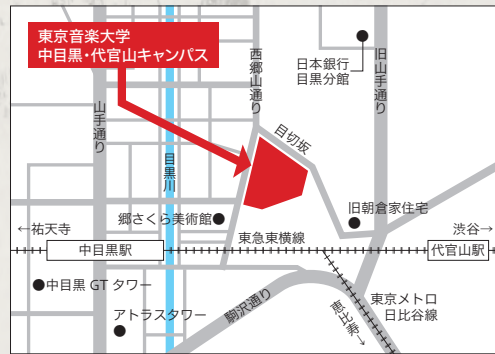 東京音楽大学
中目黒・代官山キャンパス
西郷山通り
日本銀行
目黒分館
旧山手通り
山手通り
目黒川
目切坂
郷さくら美術館
旧朝倉家住宅
←祐天寺
東急東横線
渋谷→
中目黒駅
代官山駅
中目黒 GT タワー
アトラスタワー
駒沢通り
恵比寿→
東京メトロ
日比谷線